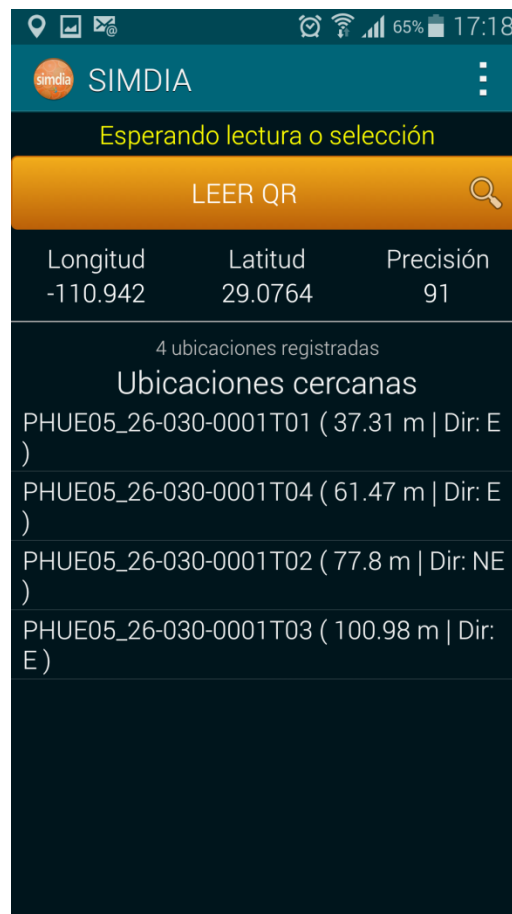 65% 17:18
simdia SIMDIA
Esperando lectura o selección
LEER QR
Longitud Latitud Precisión
-110.942 29.0764 91
4 ubicaciones registradas
Ubicaciones cercanas
PHUE05_26-030-0001T01 ( 37.31 m | Dir: E
)
PHUE05_26-030-0001T04 ( 61.47 m | Dir: E
)
PHUE05_26-030-0001T02 ( 77.8 m | Dir: NE
)
PHUE05_26-030-0001T03 ( 100.98 m | Dir:
E )